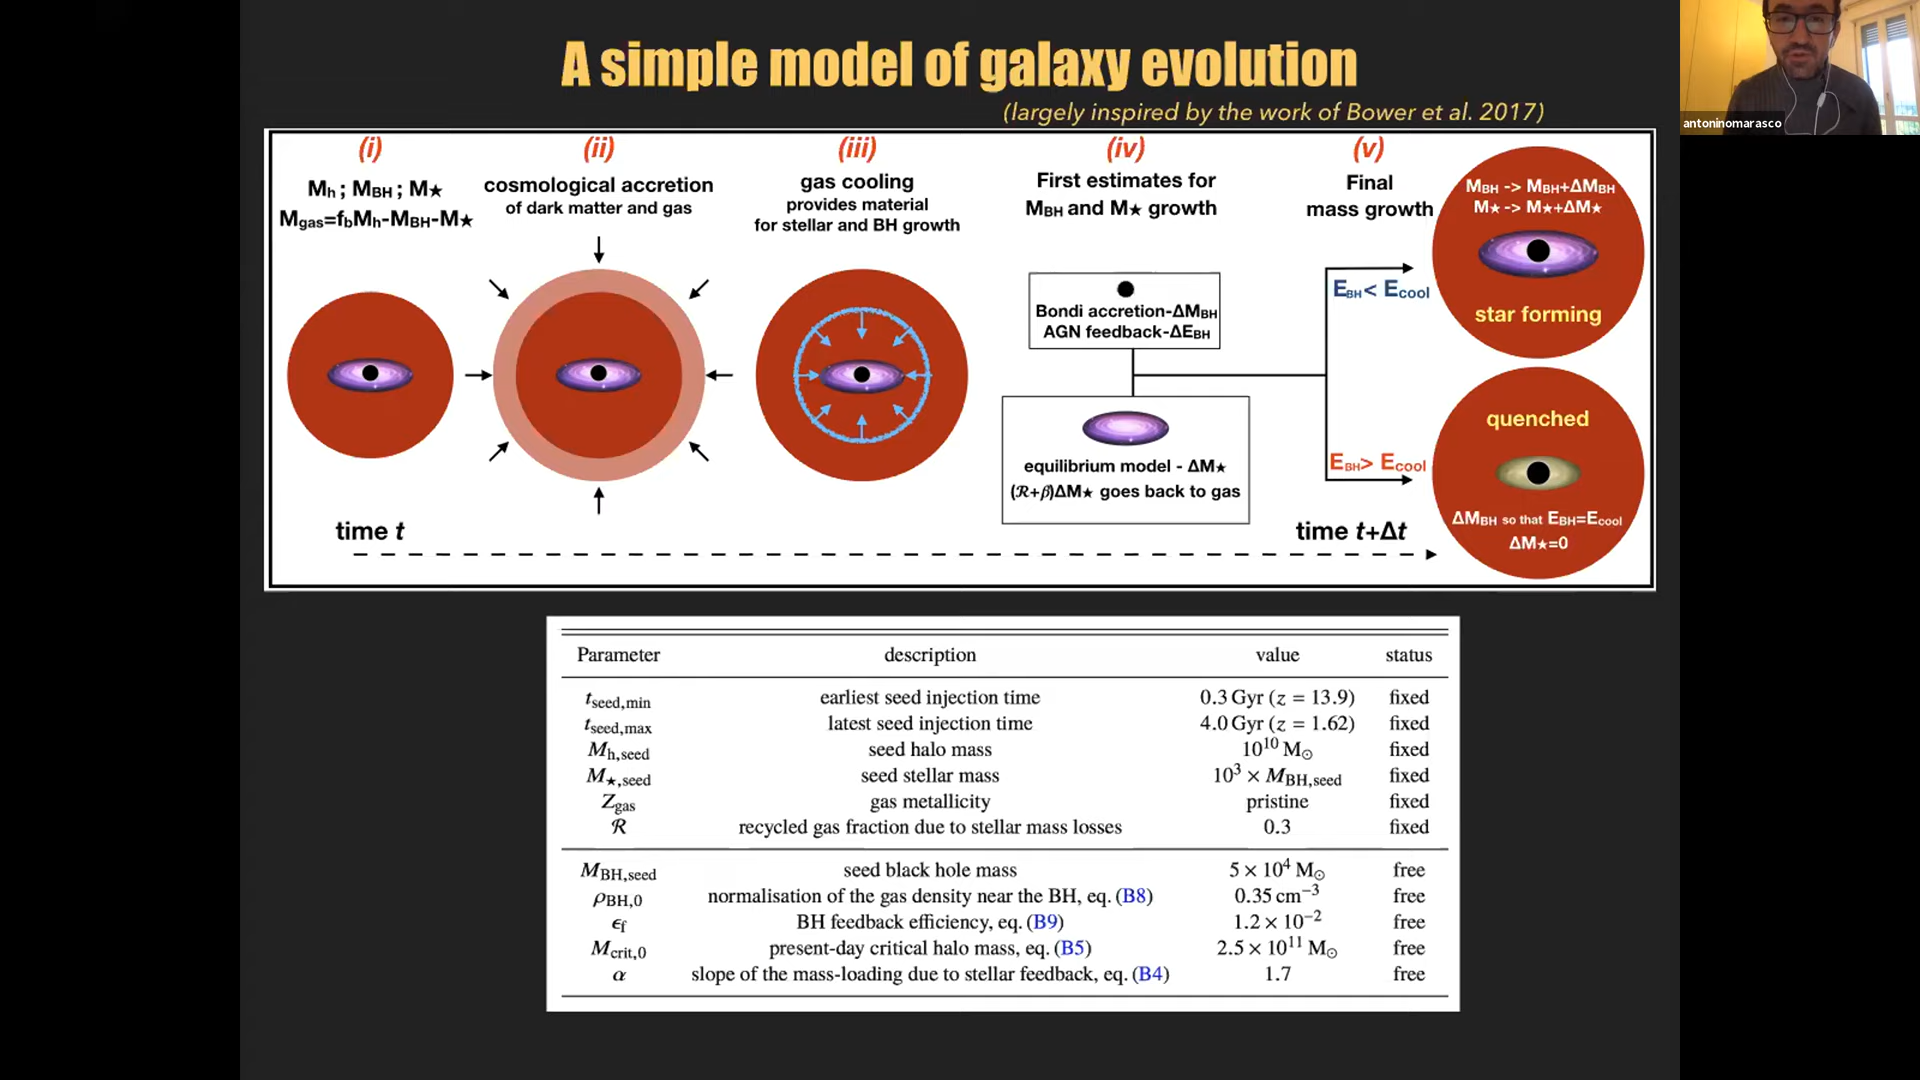 A simple model of galaxy evolution
(largely inspired by the work of Bower et al. 2017)
antoninomarasco
(i)
Mh ; MBH ; M★
Mgas=fbMh-MBH-M★
(ii)
cosmological accretion
of dark matter and gas
(iii)
gas cooling
provides material
for stellar and BH growth
(iv)
First estimates for
MBH and M★ growth
Bondi accretion-ΔMBH
AGN feedback-ΔEBH
equilibrium model - ΔM★
(ℛ+β)ΔM★ goes back to gas
(v)
Final
mass growth
EBH< Ecool
EBH> Ecool
MBH -> MBH+ΔMBH
M★ -> M★+ΔM★
star forming
quenched
ΔMBH so that EBH=Ecool
ΔM★=0
time t
time t+Δt
Parameter description value status
tseed,min earliest seed injection time 0.3 Gyr (z = 13.9) fixed
tseed,max latest seed injection time 4.0 Gyr (z = 1.62) fixed
Mh,seed seed halo mass 10¹⁰ M⊙ fixed
M★,seed seed stellar mass 10³ × MBH,seed fixed
Zgas gas metallicity pristine fixed
ℛ recycled gas fraction due to stellar mass losses 0.3 fixed
MBH,seed seed black hole mass 5 × 10⁴ M⊙ free
ρBH,0 normalisation of the gas density near the BH, eq. (B8) 0.35 cm⁻³ free
ϵf BH feedback efficiency, eq. (B9) 1.2 × 10⁻² free
Mcrit,0 present-day critical halo mass, eq. (B5) 2.5 × 10¹¹ M⊙ free
α slope of the mass-loading due to stellar feedback, eq. (B4) 1.7 free